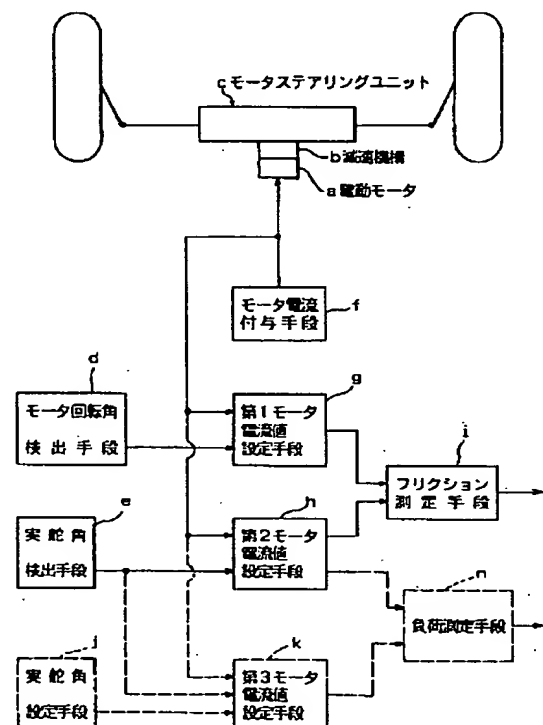 cモータステアリングユニット
b減速機構
a電動モータ
モータ電流
付与手段
f
d
モータ回転角
検出手段
g
第1モータ
電流値
設定手段
i
フリクション
測定手段
e
実舵角
検出手段
h
第2モータ
電流値
設定手段
n
負荷測定手段
j
実舵角
設定手段
k
第3モータ
電流値
設定手段